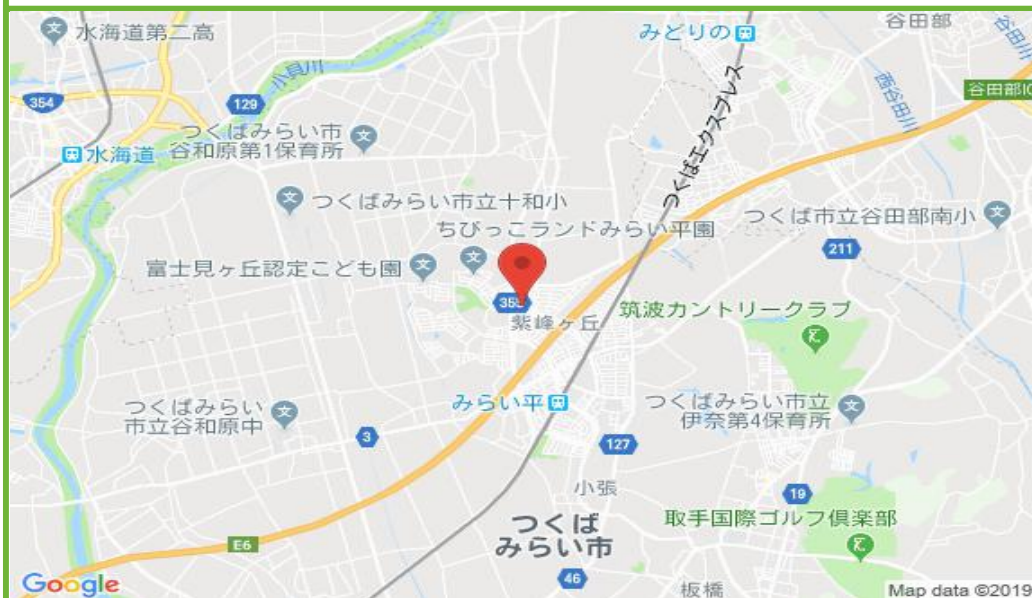 水海道第二高
みどりの
谷田部
谷田川
小貝川
354
129
西谷田川
谷田部IC
つくばエクスプレス
つくばみらい市
谷和原第1保育所
水海道
つくばみらい市立十和小
つくば市立谷田部南小
ちびっこランドみらい平園
211
富士見ヶ丘認定こども園
紫峰ヶ丘
筑波カントリークラブ
みらい平
つくばみらい
市立谷和原中
つくばみらい市立
伊奈第4保育所
3
127
小張
19
つくば
みらい市
取手国際ゴルフ倶楽部
E6
46
板橋
Google
Map data ©2019